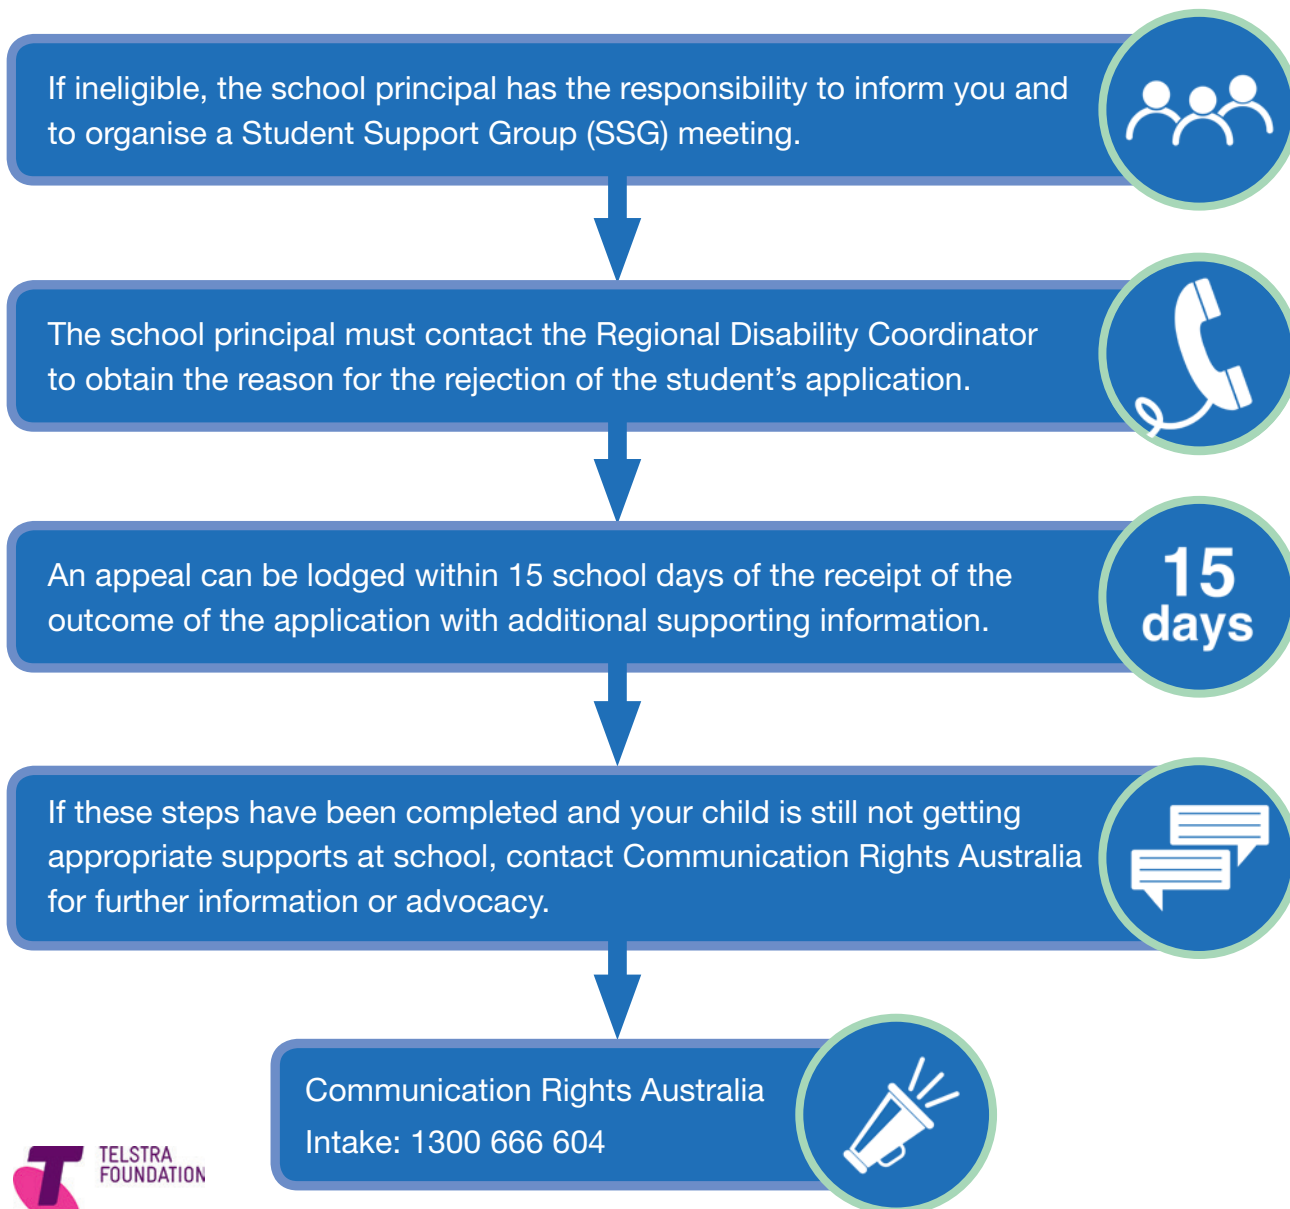 If ineligible, the school principal has the responsibility to inform you and
to organise a Student Support Group (SSG) meeting.
The school principal must contact the Regional Disability Coordinator
to obtain the reason for the rejection of the student’s application.
An appeal can be lodged within 15 school days of the receipt of the
outcome of the application with additional supporting information.
15
days
If these steps have been completed and your child is still not getting
appropriate supports at school, contact Communication Rights Australia
for further information or advocacy.
Communication Rights Australia
Intake: 1300 666 604
T
TELSTRA
FOUNDATION